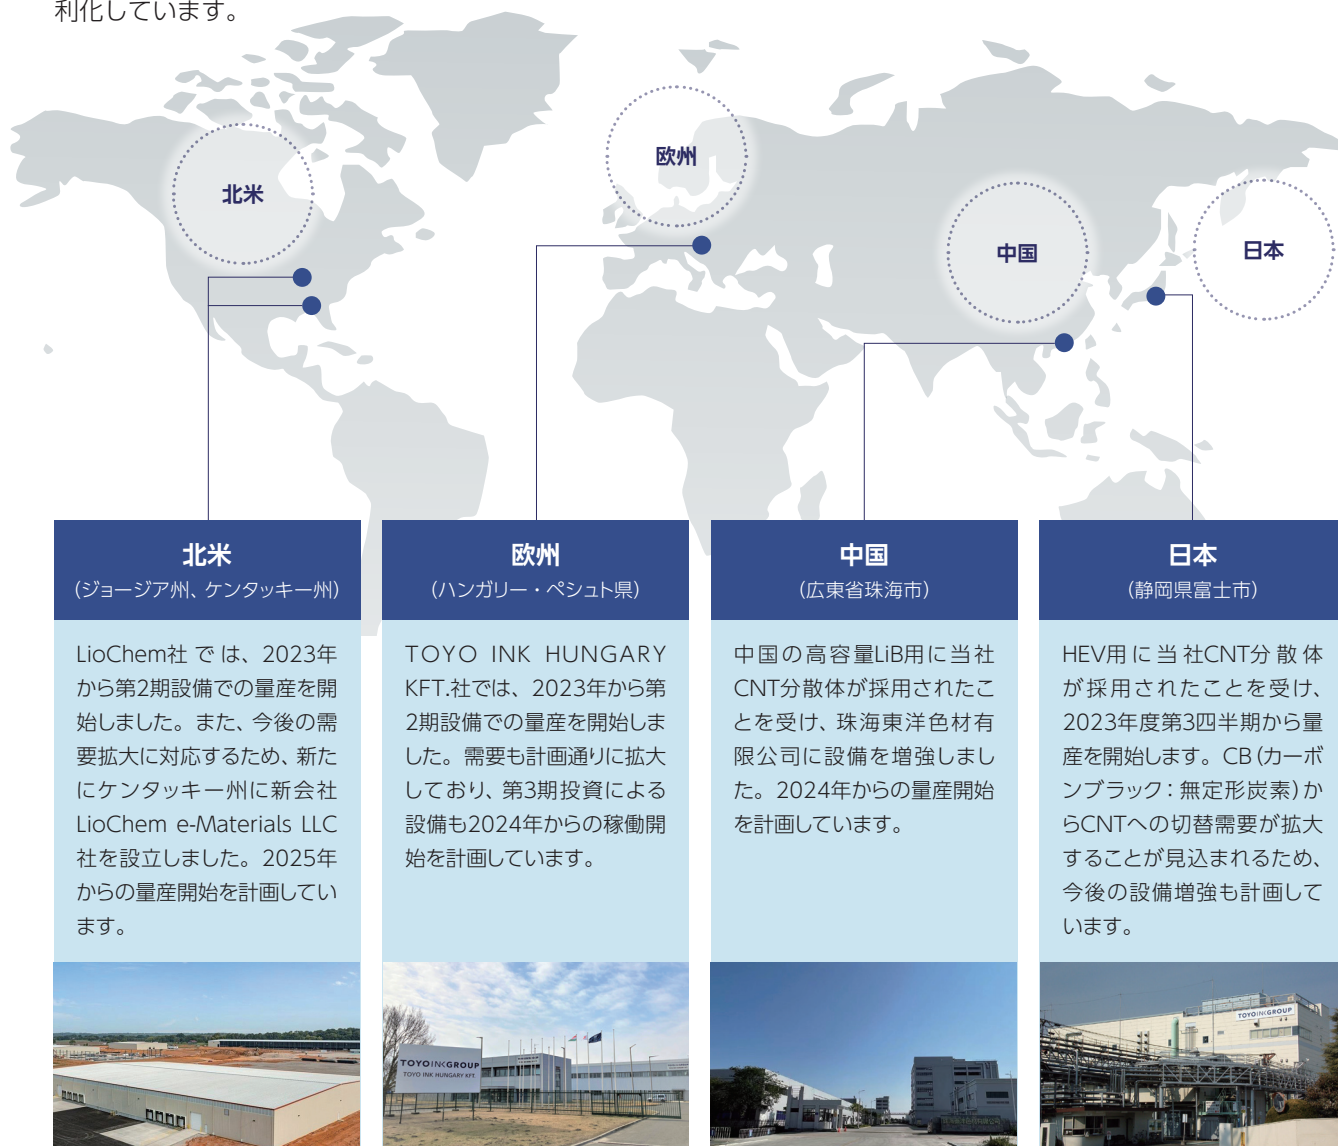 利化しています。
北米
欧州
中国
日本
北米
(ジョージア州、ケンタッキー州)
LioChem社では、2023年
から第2期設備での量産を開
始しました。また、今後の需
要拡大に対応するため、新た
にケンタッキー州に新会社
LioChem e-Materials LLC
社を設立しました。2025年
からの量産開始を計画してい
ます。
欧州
(ハンガリー・ペシュト県)
TOYO INK HUNGARY
KFT.社では、2023年から第
2期設備での量産を開始しま
した。需要も計画通りに拡大
しており、第3期投資による
設備も2024年からの稼働開
始を計画しています。
中国
(広東省珠海市)
中国の高容量LiB用に当社
CNT分散体が採用されたこ
とを受け、珠海東洋色材有
限公司に設備を増強しまし
た。2024年からの量産開始
を計画しています。
日本
(静岡県富士市)
HEV用に当社CNT分散体
が採用されたことを受け、
2023年度第3四半期から量
産を開始します。CB(カーボ
ンブラック：無定形炭素)か
らCNTへの切替需要が拡大
することが見込まれるため、
今後の設備増強も計画して
います。
TOYOINKGROUP
TOYO INK HUNGARY KFT.
TOYOINKGROUP